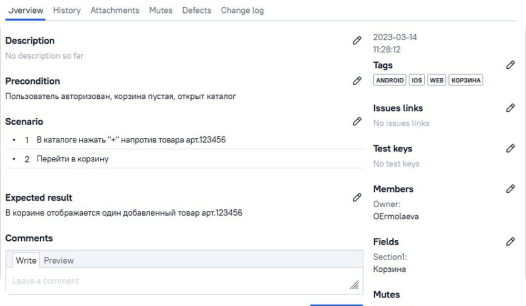 Overview History Attachments Mutes Defects Change log
Description
No description so far
Precondition
Пользователь авторизован, корзина пустая, открыт каталог
Scenario
• 1 В каталоге нажать "+" напротив товара арт.123456
• 2 Перейти в корзину
Expected result
В корзине отображается один добавленный товар арт.123456
Comments
Write Preview
Leave a comment
2023-03-14
11:28:12
Tags
ANDROID IOS WEB КОРЗИНА
Issues links
No issues links
Test keys
No test keys
Members
Owner:
OErmolaeva
Fields
Section1:
Корзина
Mutes